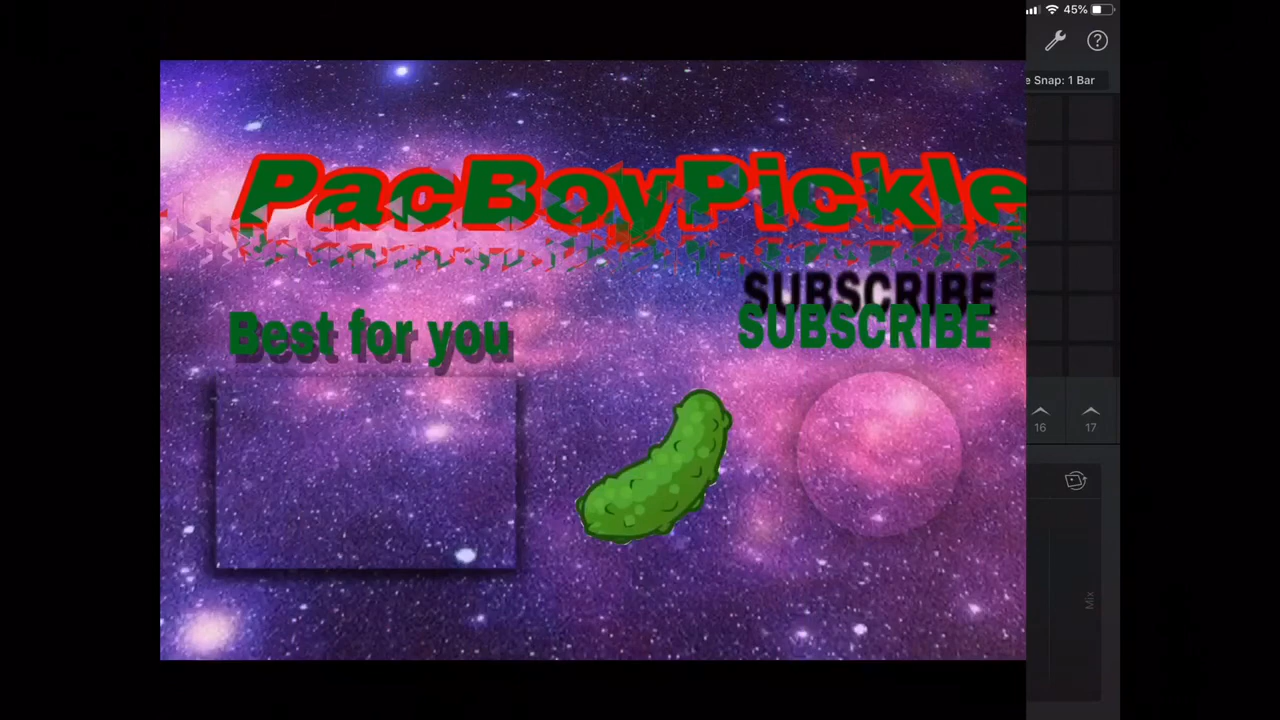 45%
e Snap: 1 Bar
PacBoyPickle
SUBSCRIBE
SUBSCRIBE
Best for you
16
17
Mix